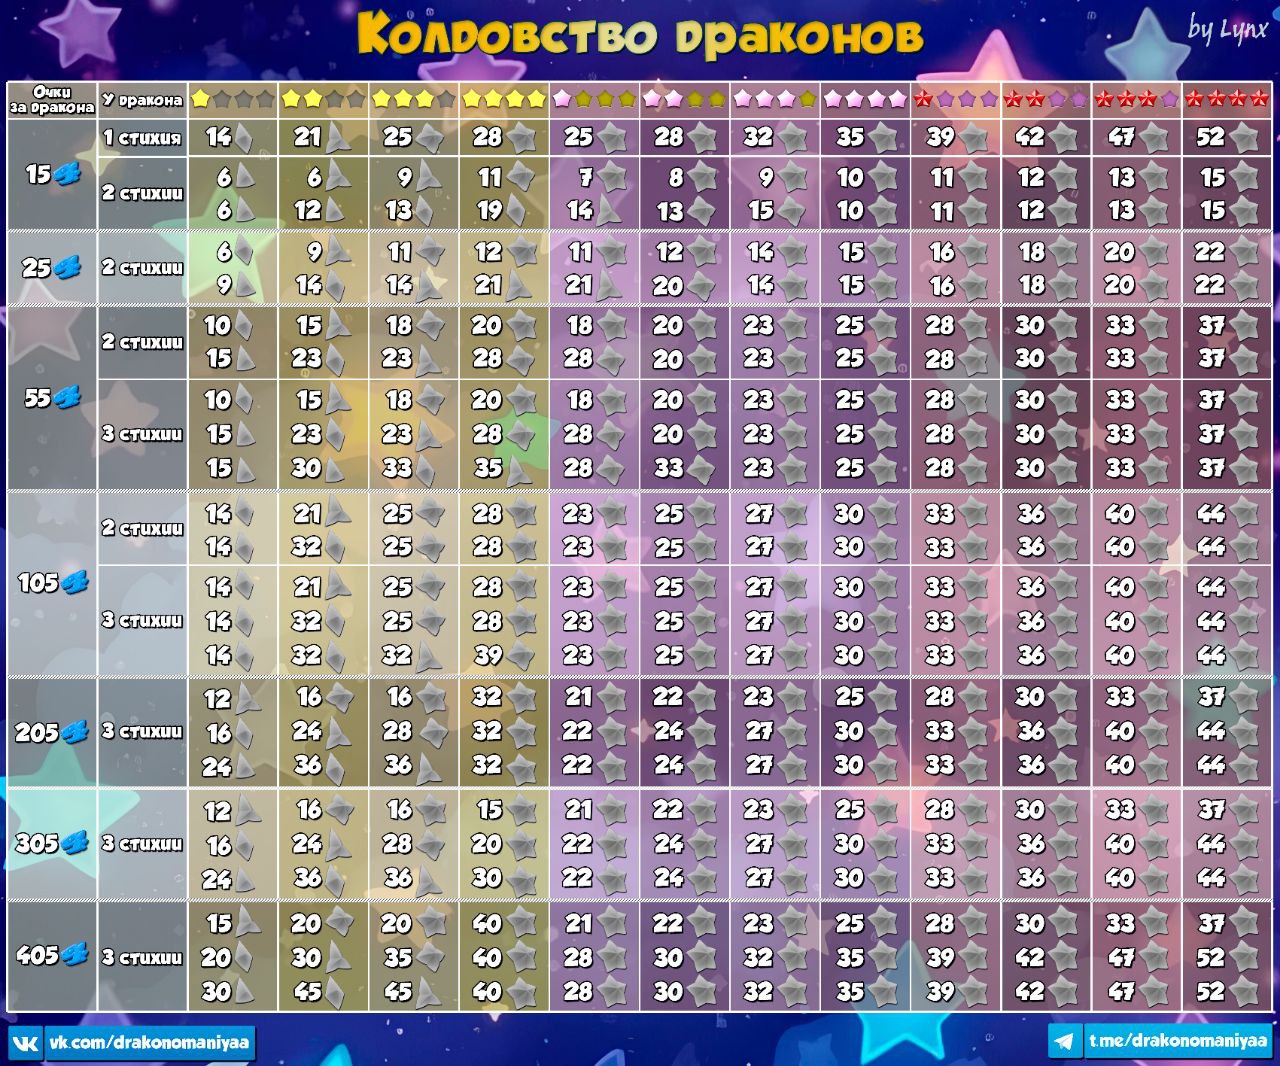 Колдовство драконов
by Lynx
Очки за дракона У дракона
15
1 стихия 14 21 25 28 25 28 32 35 39 42 47 52
2 стихии
6 6 9 11 7 8 9 10 11 12 13 15
6 12 13 19 14 13 15 10 11 12 13 15
25 2 стихии
6 9 11 12 11 12 14 15 16 18 20 22
9 14 14 21 21 20 14 15 16 18 20 22
55
2 стихии
10 15 18 20 18 20 23 25 28 30 33 37
15 23 23 28 28 20 23 25 28 30 33 37
3 стихии
10 15 18 20 18 20 23 25 28 30 33 37
15 23 23 28 28 20 23 25 28 30 33 37
15 30 33 35 28 33 23 25 28 30 33 37
105
2 стихии
14 21 25 28 23 25 27 30 33 36 40 44
14 32 25 28 23 25 27 30 33 36 40 44
3 стихии
14 21 25 28 23 25 27 30 33 36 40 44
14 32 25 28 23 25 27 30 33 36 40 44
14 32 32 39 23 25 27 30 33 36 40 44
205 3 стихии
12 16 16 32 21 22 23 25 28 30 33 37
16 24 28 32 22 24 27 30 33 36 40 44
24 36 36 32 22 24 27 30 33 36 40 44
305 3 стихии
12 16 16 15 21 22 23 25 28 30 33 37
16 24 28 20 22 24 27 30 33 36 40 44
24 36 36 30 22 24 27 30 33 36 40 44
405 3 стихии
15 20 20 40 21 22 23 25 28 30 33 37
20 30 35 40 28 30 32 35 39 42 47 52
30 45 45 40 28 30 32 35 39 42 47 52
vk.com/drakonomaniyaa
t.me/drakonomaniyaa